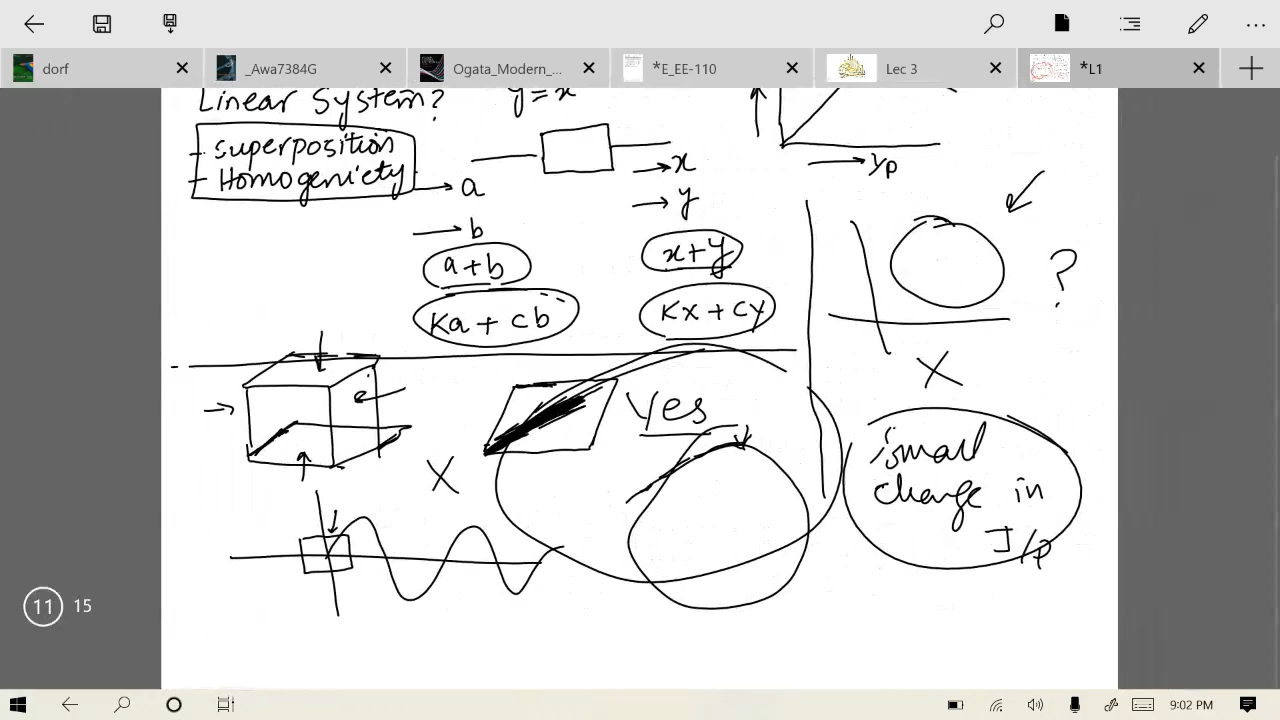 dorf
_Awa7384G
Ogata_Modern_...
*E_EE-110
Lec 3
*L1
Linear System?
y = x
- superposition
- Homogeniety
a
x
y
I/P
b
a+b
x+y
Ka + cb
Kx + cy
?
X
Yes
X
small
change in
I/p
11 15
9:02 PM